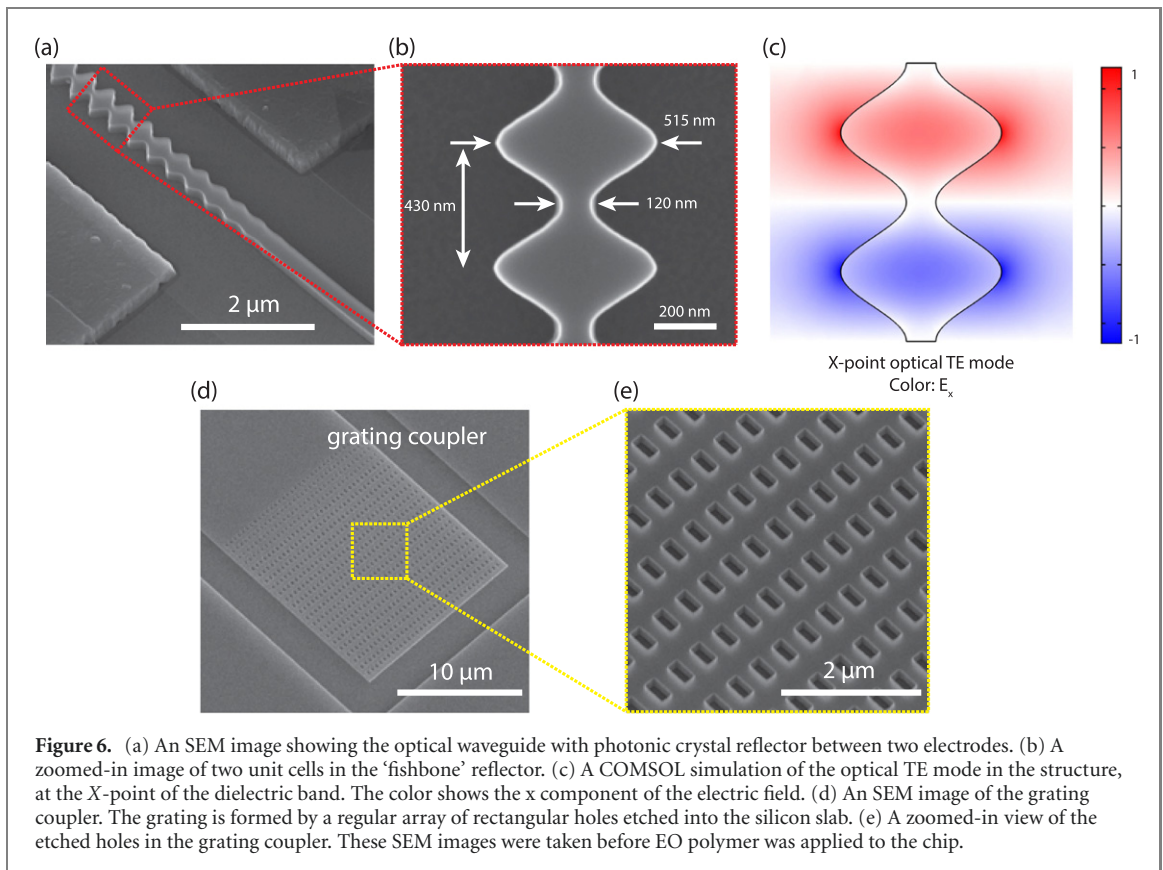 (a)
(b)
(c)
515 nm
430 nm
120 nm
2 µm
200 nm
1
-1
X-point optical TE mode
Color: Ex
(d)
(e)
grating coupler
10 µm
2 µm
Figure 6. (a) An SEM image showing the optical waveguide with photonic crystal reflector between two electrodes. (b) A
zoomed-in image of two unit cells in the ‘fishbone’ reflector. (c) A COMSOL simulation of the optical TE mode in the structure,
at the X-point of the dielectric band. The color shows the x component of the electric field. (d) An SEM image of the grating
coupler. The grating is formed by a regular array of rectangular holes etched into the silicon slab. (e) A zoomed-in view of the
etched holes in the grating coupler. These SEM images were taken before EO polymer was applied to the chip.